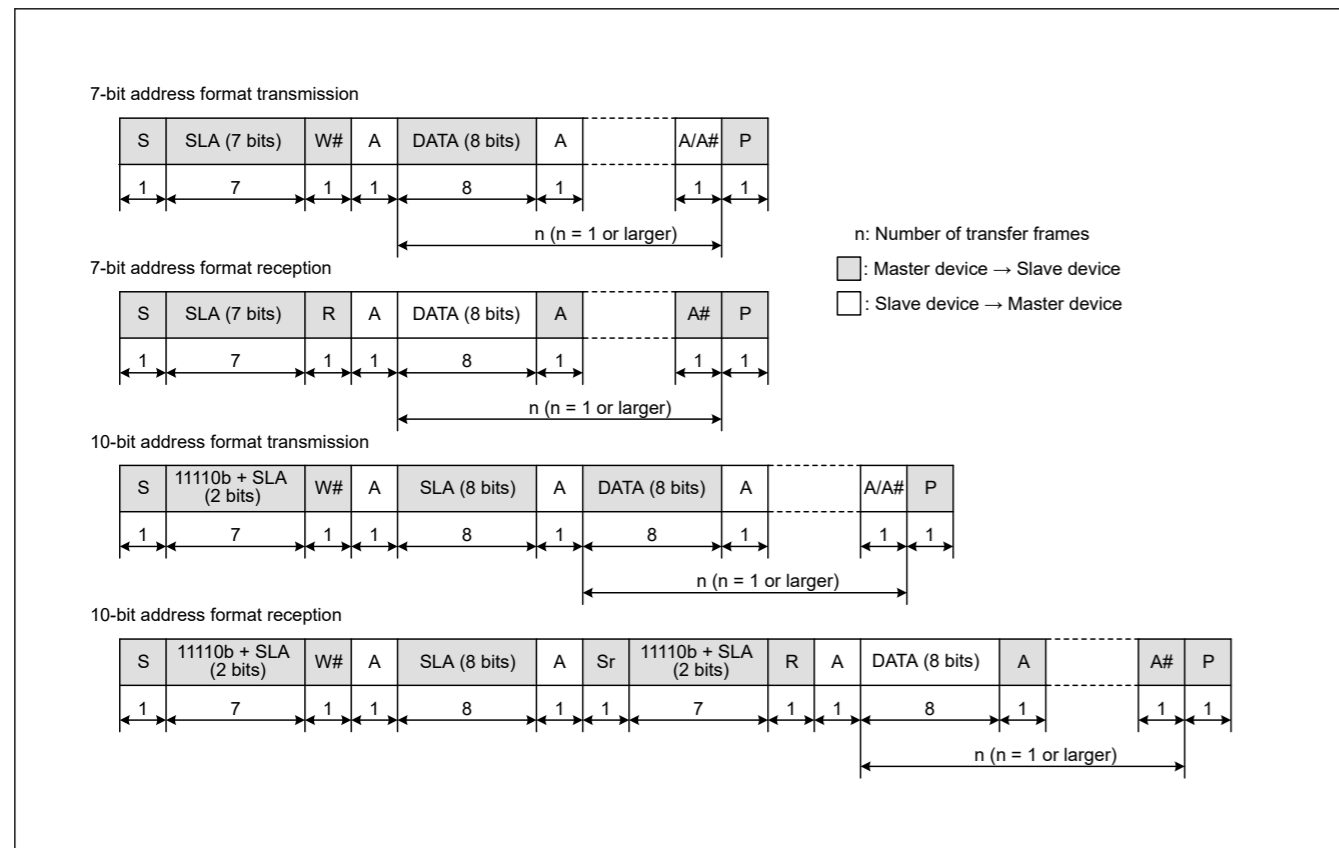 7-bit address format transmission
S SLA (7 bits) W# A DATA (8 bits) A A/A# P
1 7 1 1 8 1 1 1
n (n = 1 or larger)
7-bit address format reception
S SLA (7 bits) R A DATA (8 bits) A A# P
1 7 1 1 8 1 1 1
n (n = 1 or larger)
n: Number of transfer frames
: Master device → Slave device
: Slave device → Master device
10-bit address format transmission
S 11110b + SLA (2 bits) W# A SLA (8 bits) A DATA (8 bits) A A/A# P
1 7 1 1 8 1 8 1 1 1
n (n = 1 or larger)
10-bit address format reception
S 11110b + SLA (2 bits) W# A SLA (8 bits) A Sr 11110b + SLA (2 bits) R A DATA (8 bits) A A# P
1 7 1 1 8 1 1 7 1 1 8 1 1 1
n (n = 1 or larger)